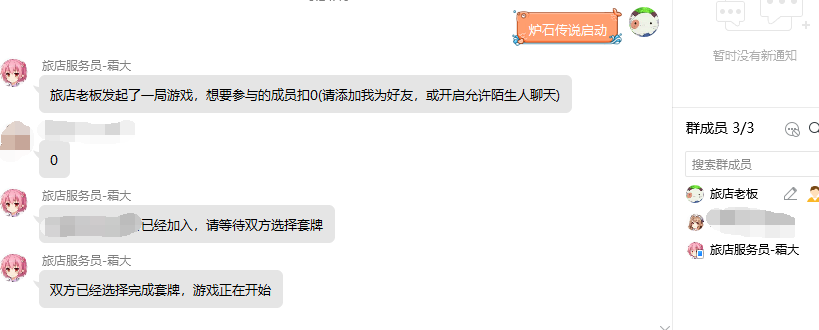 炉石传说启动
旅店服务员-霜大
旅店老板发起了一局游戏，想要参与的成员扣0(请添加我为好友，或开启允许陌生人聊天)
0
旅店服务员-霜大
已经加入，请等待双方选择套牌
旅店服务员-霜大
双方已经选择完成套牌，游戏正在开始
暂时没有新通知
群成员 3/3
搜索群成员
旅店老板
旅店服务员-霜大